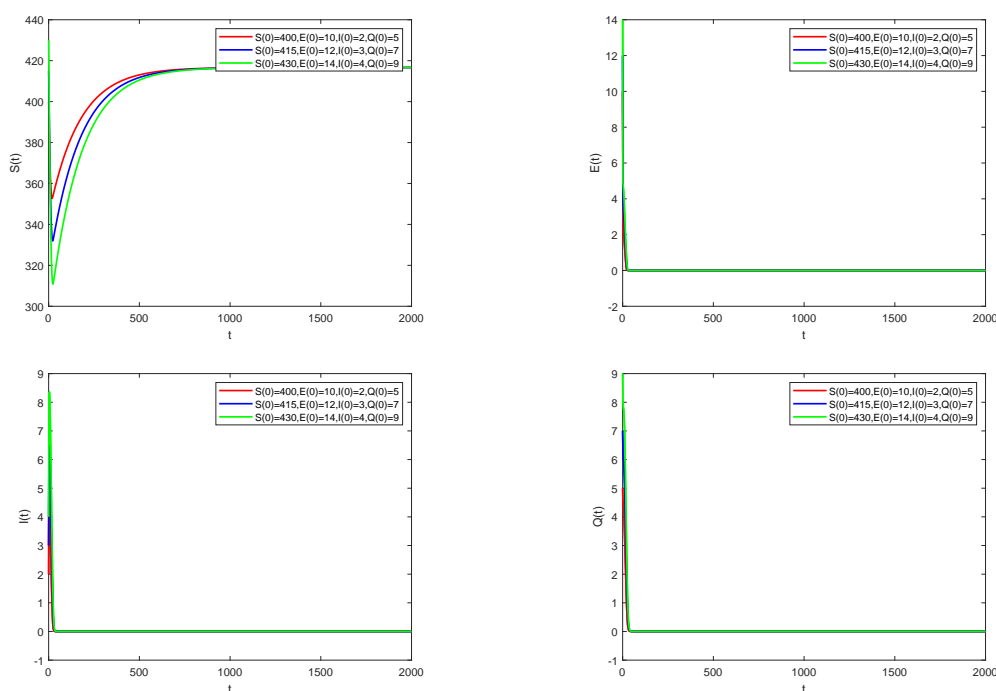 440
420
400
380
360
340
320
300
S(t)
0
500
1000
1500
2000
t
S(0)=400,E(0)=10,I(0)=2,Q(0)=5
S(0)=415,E(0)=12,I(0)=3,Q(0)=7
S(0)=430,E(0)=14,I(0)=4,Q(0)=9
14
12
10
8
6
4
2
0
-2
E(t)
0
500
1000
1500
2000
t
S(0)=400,E(0)=10,I(0)=2,Q(0)=5
S(0)=415,E(0)=12,I(0)=3,Q(0)=7
S(0)=430,E(0)=14,I(0)=4,Q(0)=9
9
8
7
6
5
4
3
2
1
0
-1
I(t)
0
500
1000
1500
2000
t
S(0)=400,E(0)=10,I(0)=2,Q(0)=5
S(0)=415,E(0)=12,I(0)=3,Q(0)=7
S(0)=430,E(0)=14,I(0)=4,Q(0)=9
9
8
7
6
5
4
3
2
1
0
-1
Q(t)
0
500
1000
1500
2000
t
S(0)=400,E(0)=10,I(0)=2,Q(0)=5
S(0)=415,E(0)=12,I(0)=3,Q(0)=7
S(0)=430,E(0)=14,I(0)=4,Q(0)=9